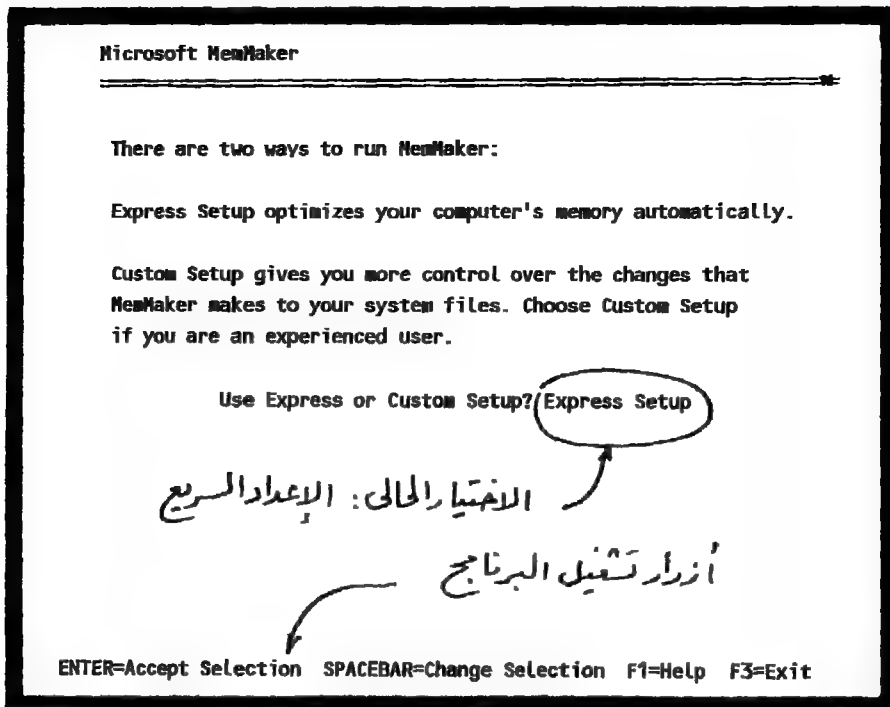 Microsoft MemMaker
There are two ways to run MemMaker:
Express Setup optimizes your computer's memory automatically.
Custom Setup gives you more control over the changes that
MemMaker makes to your system files. Choose Custom Setup
if you are an experienced user.
Use Express or Custom Setup? Express Setup
الاختيار الحالى: الإعداد السريع
أزرار تشغيل البرنامج
ENTER=Accept Selection SPACEBAR=Change Selection F1=Help F3=Exit